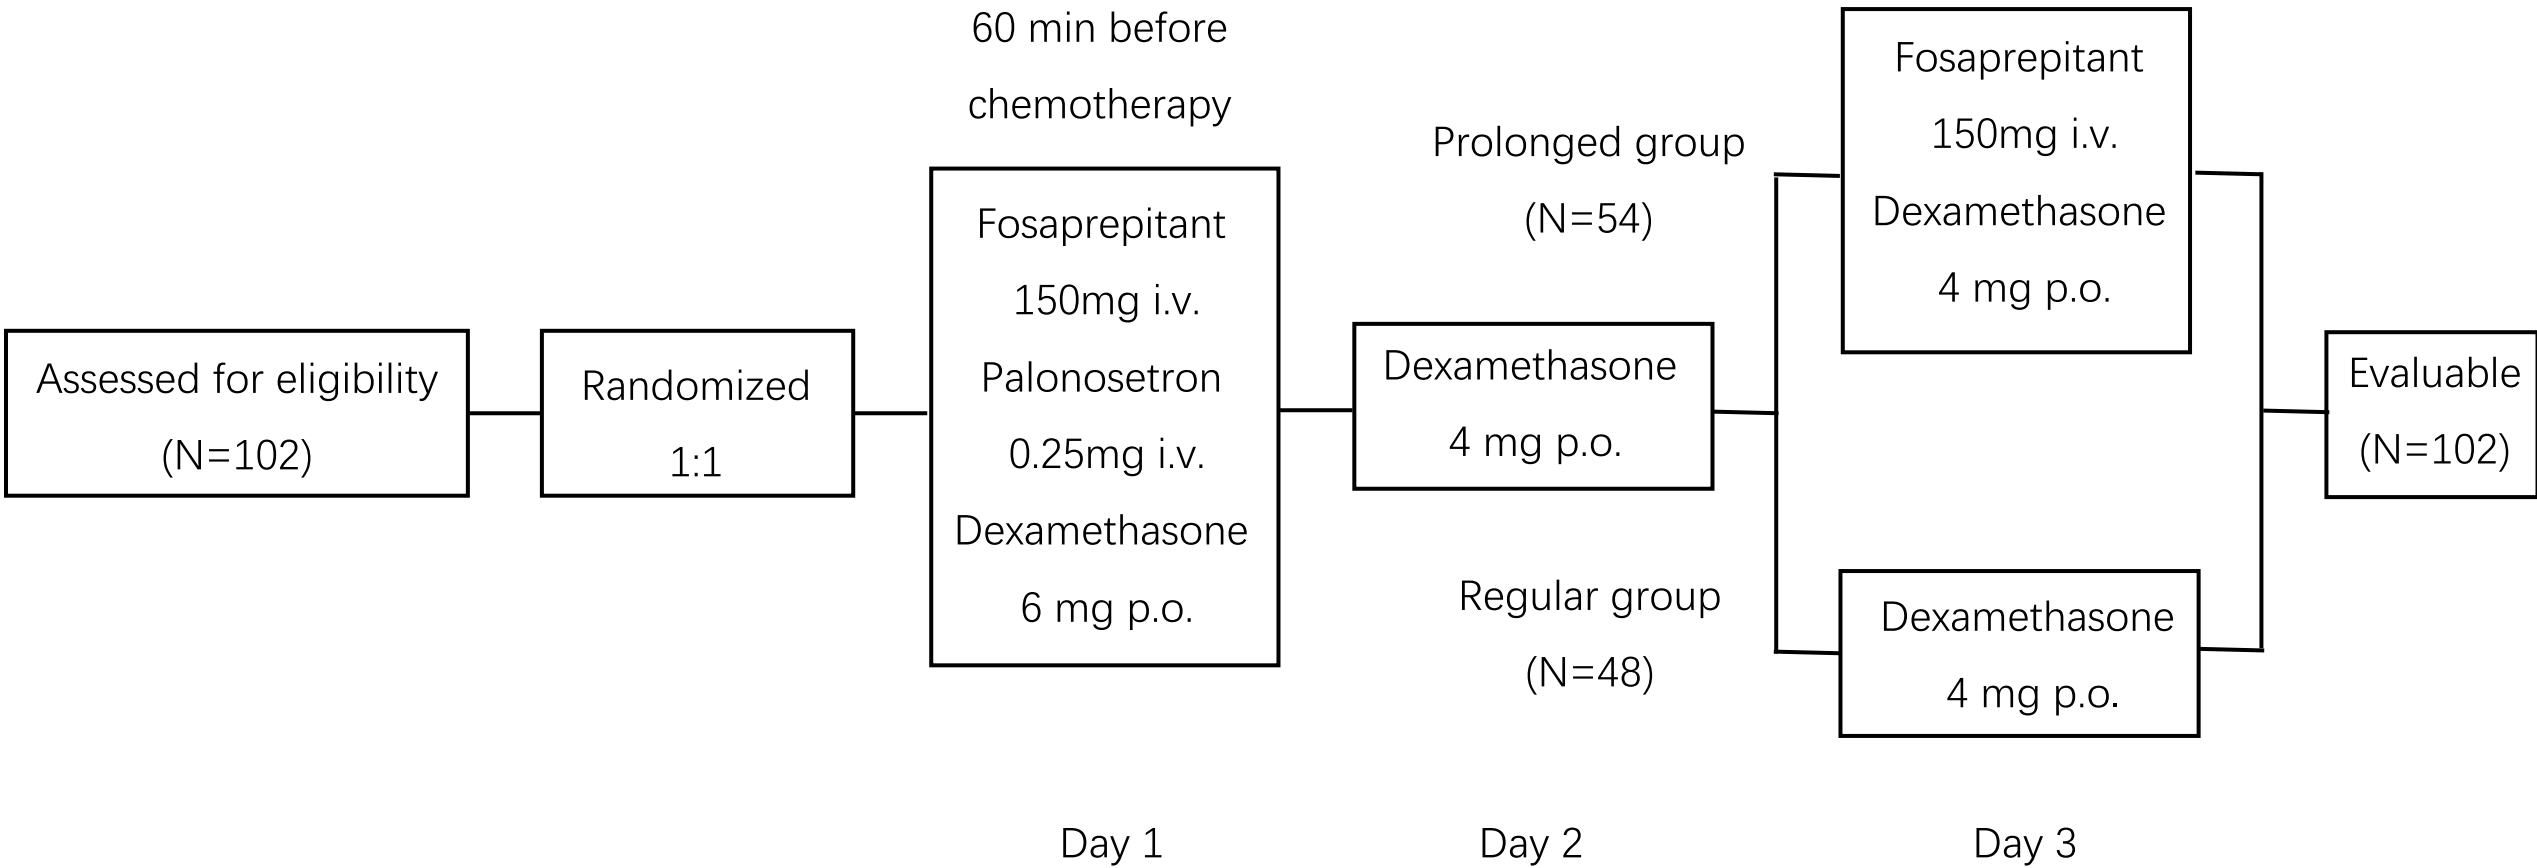 Assessed for eligibility
(N=102)
Randomized
1:1
60 min before
chemotherapy
Fosaprepitant
150mg i.v.
Palonosetron
0.25mg i.v.
Dexamethasone
6 mg p.o.
Dexamethasone
4 mg p.o.
Prolonged group
(N=54)
Fosaprepitant
150mg i.v.
Dexamethasone
4 mg p.o.
Regular group
(N=48)
Dexamethasone
4 mg p.o.
Evaluable
(N=102)
Day 1
Day 2
Day 3